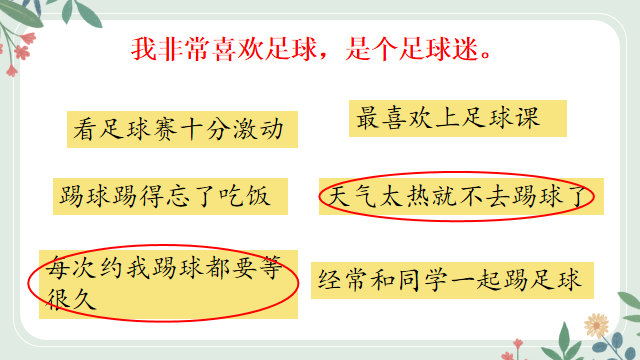 我非常喜欢足球，是个足球迷。
看足球赛十分激动
最喜欢上足球课
踢球踢得忘了吃饭
天气太热就不去踢球了
每次约我踢球都要等
很久
经常和同学一起踢足球